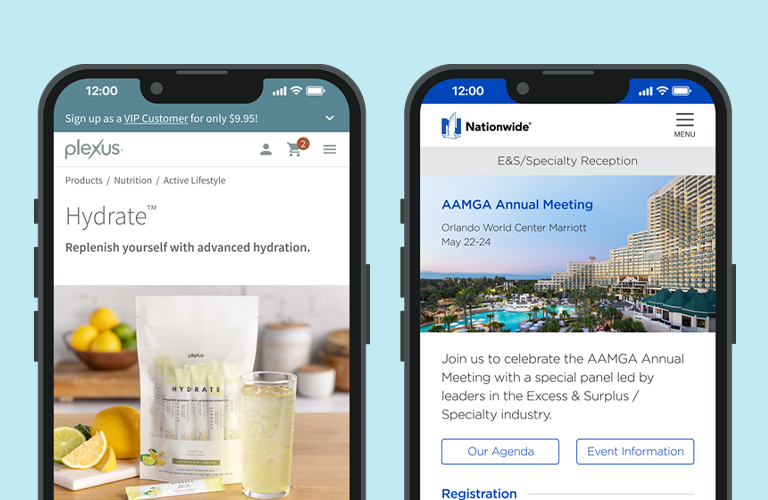 12:00
Sign up as a VIP Customer for only $9.95!
plexus®
2
Products / Nutrition / Active Lifestyle
Hydrate™
Replenish yourself with advanced hydration.
plexus
HYDRATE
12:00
Nationwide®
MENU
E&S/Specialty Reception
AAMGA Annual Meeting
Orlando World Center Marriott
May 22-24
Join us to celebrate the AAMGA Annual
Meeting with a special panel led by
leaders in the Excess & Surplus /
Specialty industry.
Our Agenda
Event Information
Registration